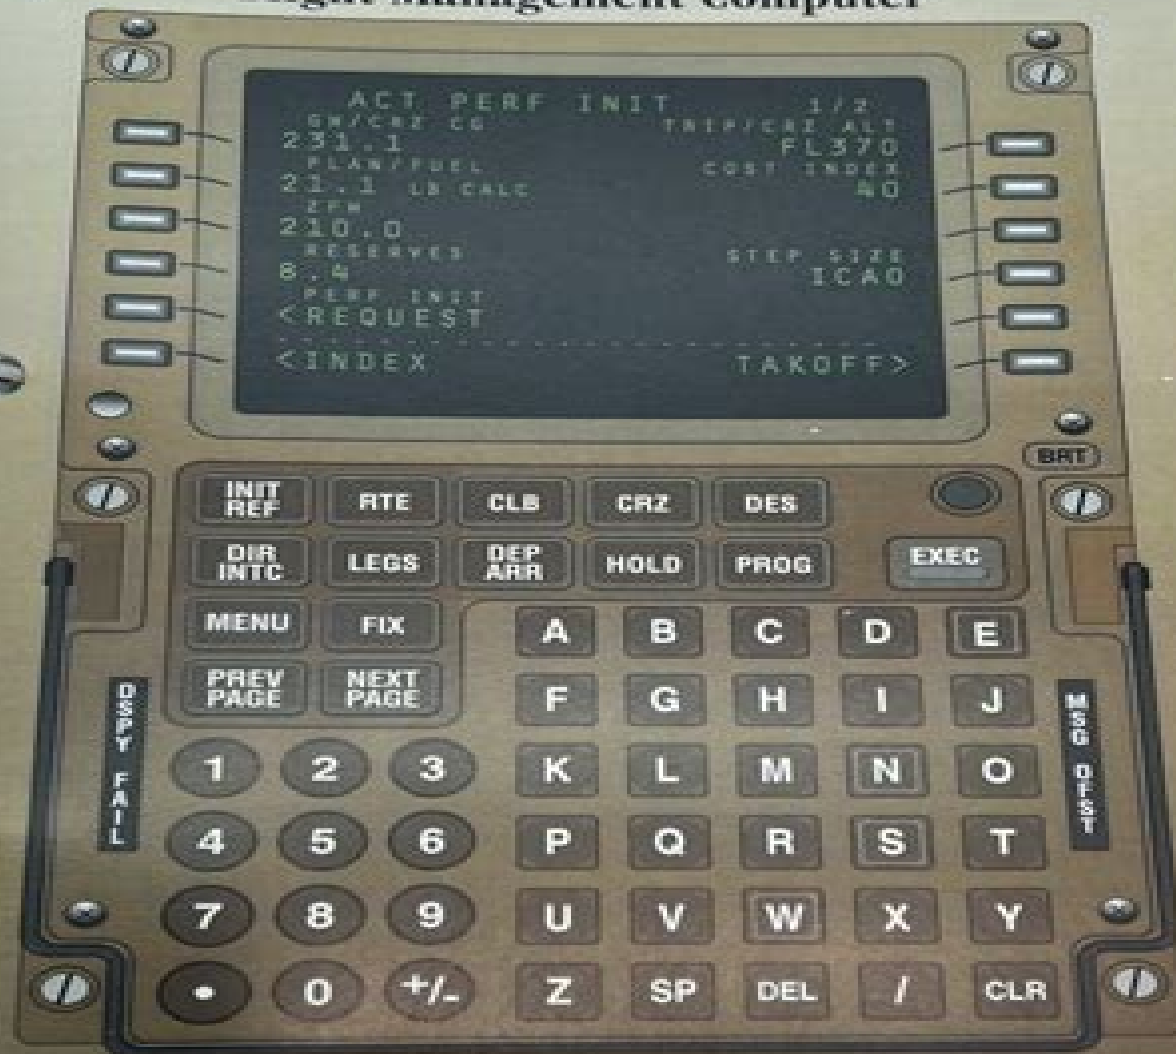 Management Computer
ACT PERF INIT 1/2
GW/CRZ CG TRIP/CRZ ALT
231.1 FL370
PLAN/FUEL COST INDEX
21.1 LB CALC 40
ZFW
210.0
RESERVES STEP SIZE
8.4 ICAO
PERF INIT
<REQUEST
<INDEX TAKOFF>
BRT
INIT REF RTE CLB CRZ DES
DIR INTC LEGS DEP ARR HOLD PROG EXEC
MENU FIX A B C D E
PREV PAGE NEXT PAGE F G H I J
DSPY FAIL
MSG OFST
1 2 3 K L M N O
4 5 6 P Q R S T
7 8 9 U V W X Y
. 0 +/- Z SP DEL / CLR